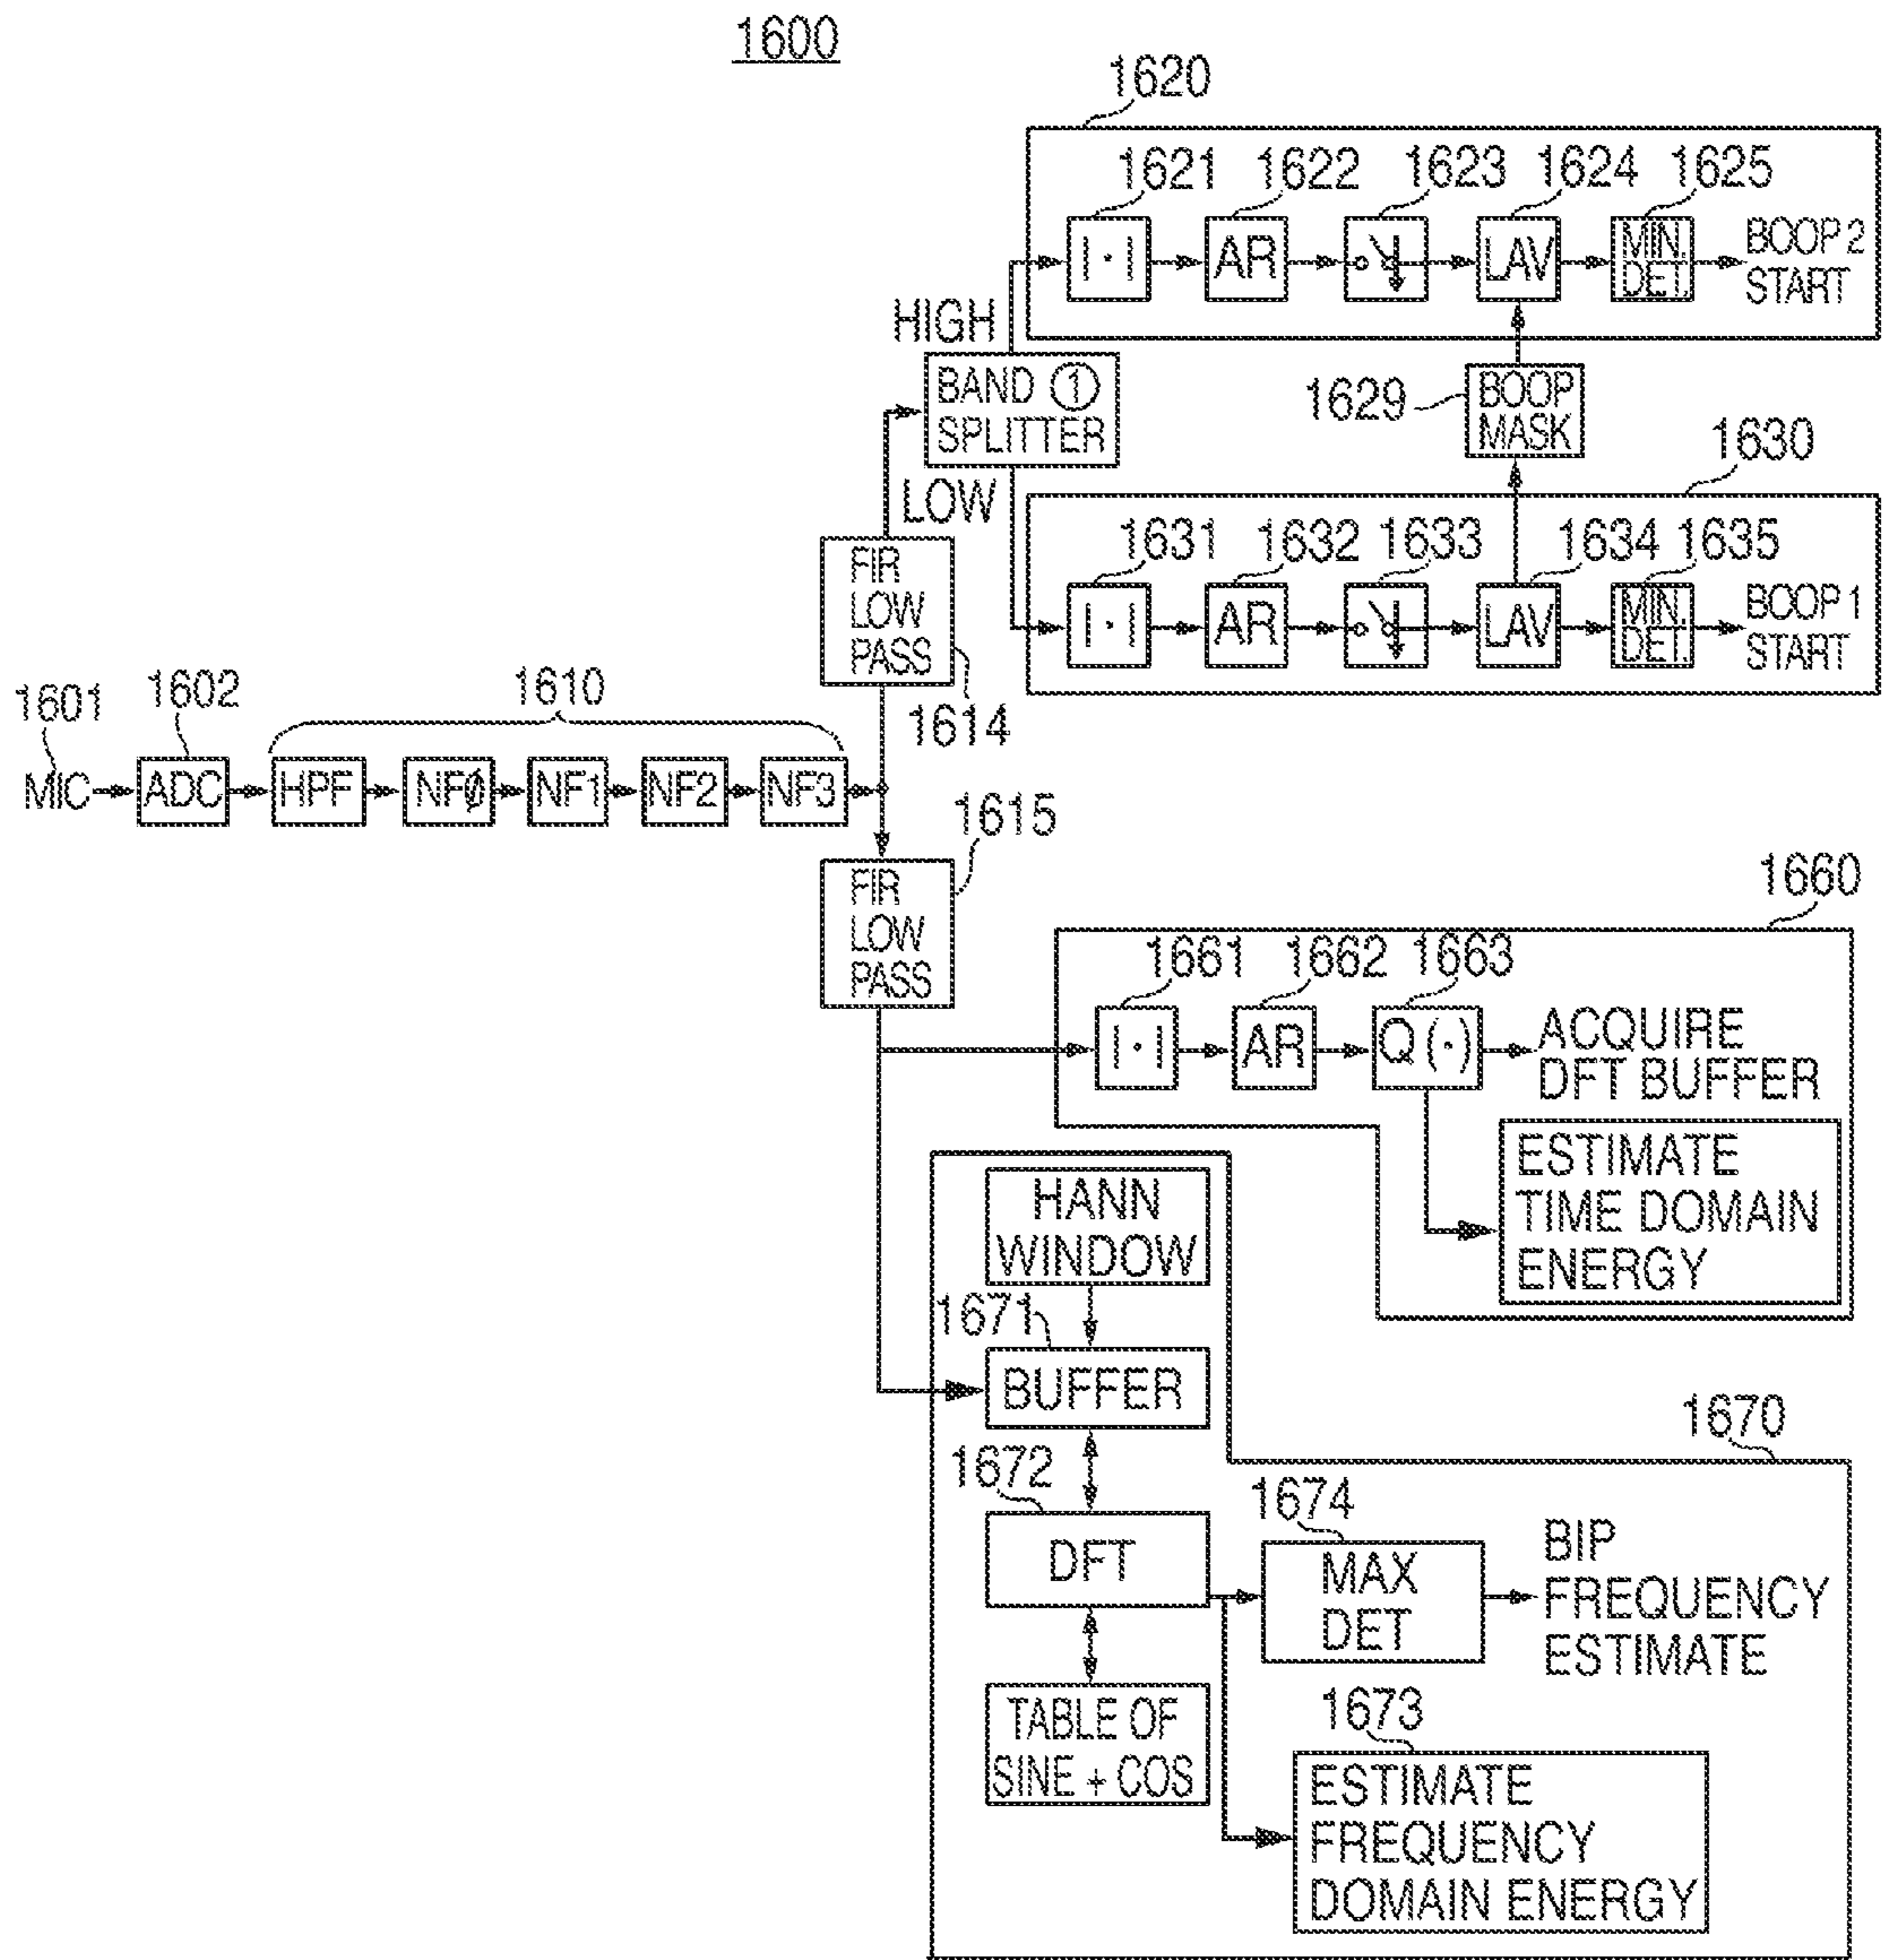 1600
1620
1621 1622 1623 1624 1625
|·| AR LAV MIN. DET. BOOP 2 START
HIGH
BAND ① SPLITTER
LOW
1629
BOOP MASK
1630
1631 1632 1633 1634 1635
|·| AR LAV MIN. DET. BOOP 1 START
FIR
LOW
PASS
1614
1601 1602 1610
MIC ADC HPF NFØ NF1 NF2 NF3
1615
FIR
LOW
PASS
1660
1661 1662 1663
|·| AR Q(·) ACQUIRE
DFT BUFFER
ESTIMATE
TIME DOMAIN
ENERGY
HANN
WINDOW
1671
BUFFER
1670
1672
DFT
1674
MAX
DET
BIP
FREQUENCY
ESTIMATE
TABLE OF
SINE + COS
1673
ESTIMATE
FREQUENCY
DOMAIN ENERGY